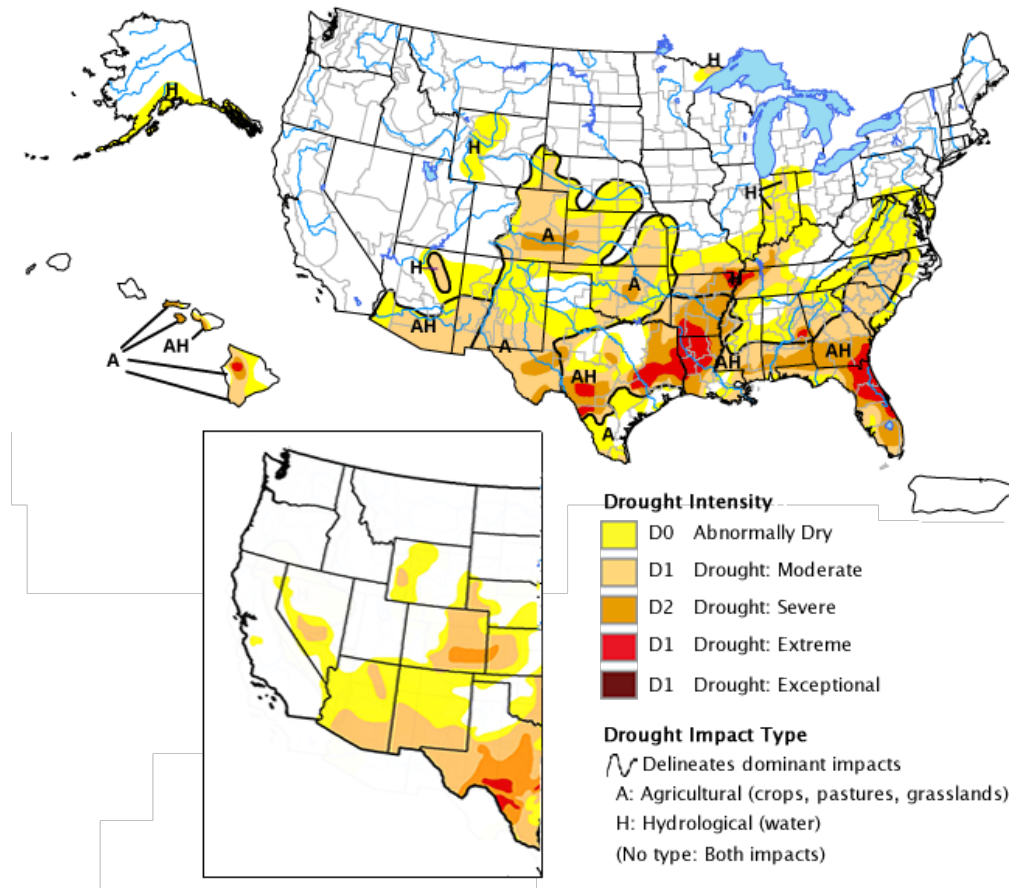 H
H
H
H
H
A
A
H
AH
A
AH
AH
AH
AH
A
A
Drought Intensity
D0 Abnormally Dry
D1 Drought: Moderate
D2 Drought: Severe
D1 Drought: Extreme
D1 Drought: Exceptional
Drought Impact Type
Delineates dominant impacts
A: Agricultural (crops, pastures, grasslands)
H: Hydrological (water)
(No type: Both impacts)